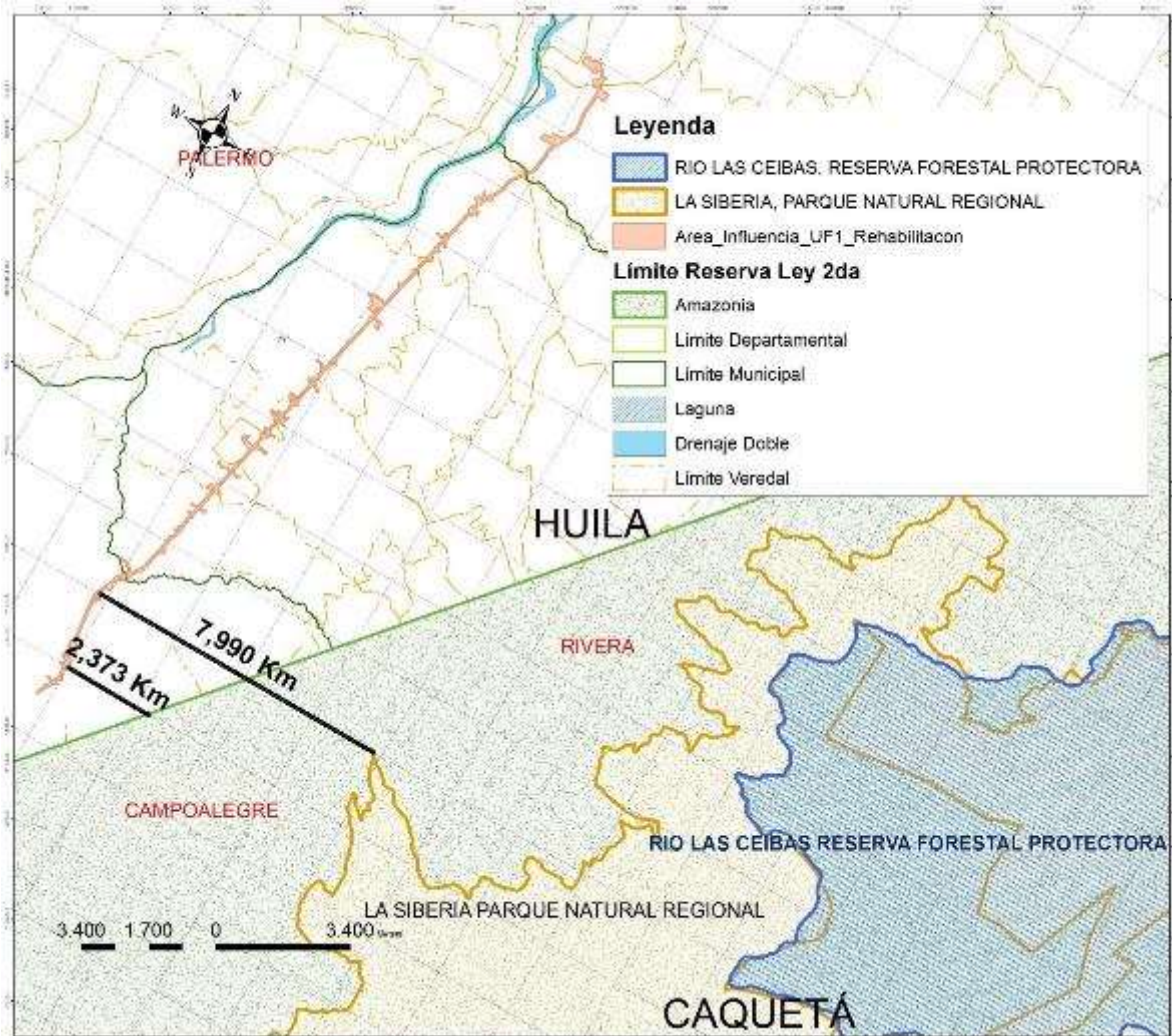 N
W
S
PALERMO
Leyenda
RIO LAS CEIBAS. RESERVA FORESTAL PROTECTORA
LA SIBERIA, PARQUE NATURAL REGIONAL
Area_Influencia_UF1_Rehabilitacon
Límite Reserva Ley 2da
Amazonia
Limite Departamental
Límite Municipal
Laguna
Drenaje Doble
Límite Veredal
HUILA
7,990 Km
2,373 Km
RIVERA
CAMPOALEGRE
RIO LAS CEIBAS RESERVA FORESTAL PROTECTORA
LA SIBERIA PARQUE NATURAL REGIONAL
3.400 1.700 0 3.400
CAQUETÁ